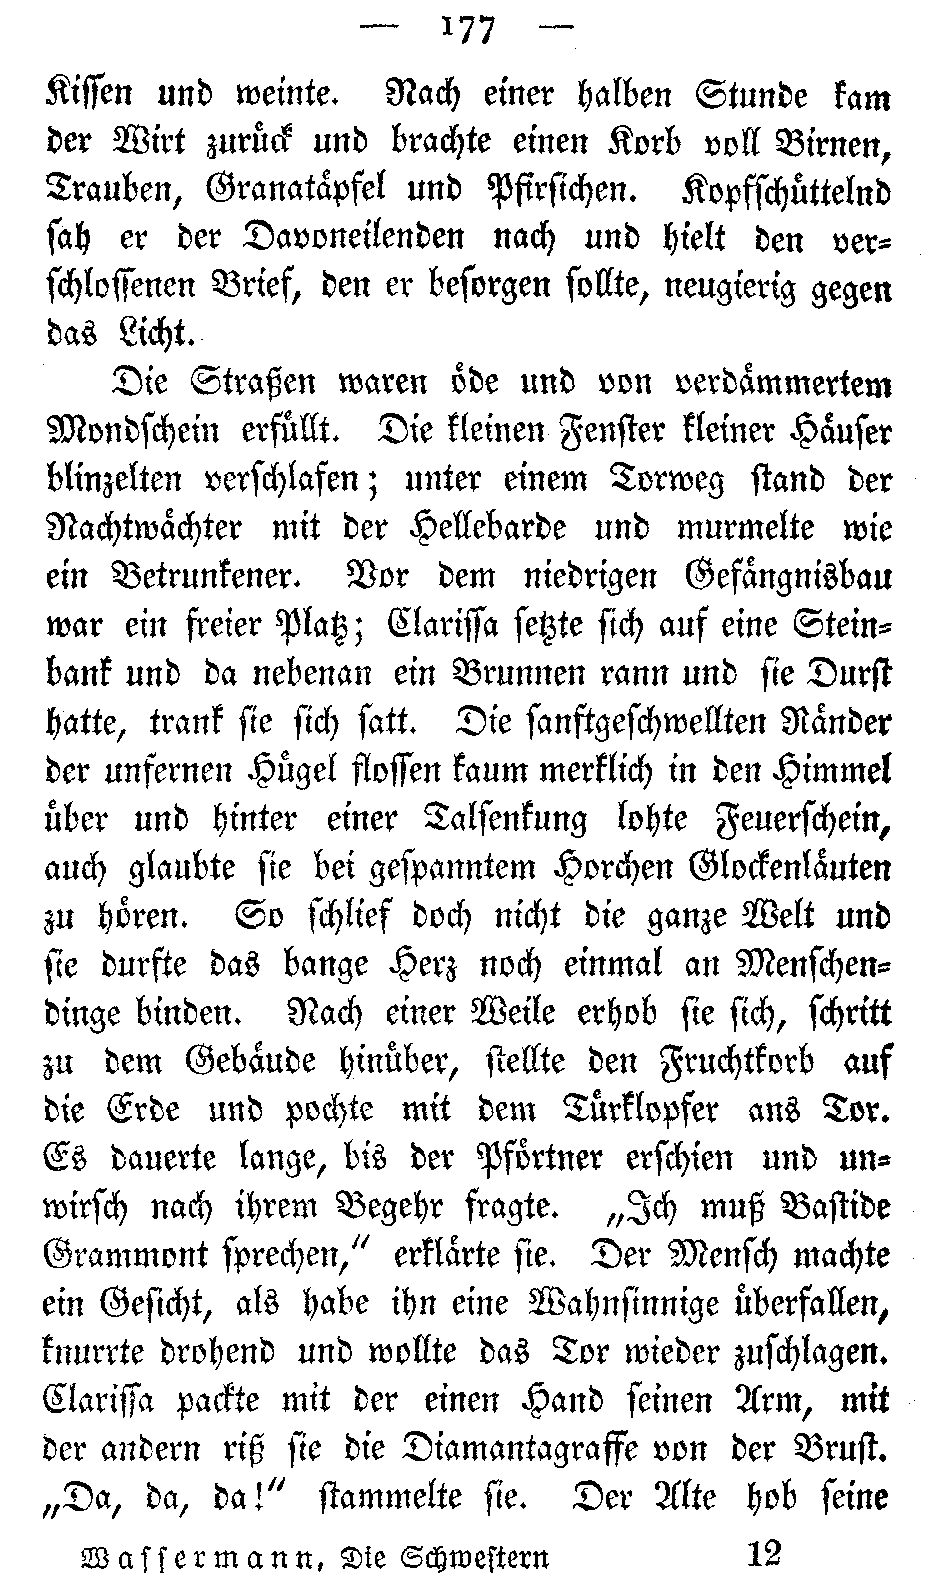 — 177 —
Kissen und weinte. Nach einer halben Stunde kam
der Wirt zurück und brachte einen Korb voll Birnen,
Trauben, Granatäpfel und Pfirsichen. Kopfschüttelnd
sah er der Davoneilenden nach und hielt den ver-
schlossenen Brief, den er besorgen sollte, neugierig gegen
das Licht.
Die Straßen waren öde und von verdämmertem
Mondschein erfüllt. Die kleinen Fenster kleiner Häuser
blinzelten verschlafen; unter einem Torweg stand der
Nachtwächter mit der Hellebarde und murmelte wie
ein Betrunkener. Vor dem niedrigen Gefängnisbau
war ein freier Platz; Clarissa setzte sich auf eine Stein-
bank und da nebenan ein Brunnen rann und sie Durst
hatte, trank sie sich satt. Die sanftgeschwellten Ränder
der unfernen Hügel flossen kaum merklich in den Himmel
über und hinter einer Talsenkung lohte Feuerschein,
auch glaubte sie bei gespanntem Horchen Glockenläuten
zu hören. So schlief doch nicht die ganze Welt und
sie durfte das bange Herz noch einmal an Menschen-
dinge binden. Nach einer Weile erhob sie sich, schritt
zu dem Gebäude hinüber, stellte den Fruchtkorb auf
die Erde und pochte mit dem Türklopfer ans Tor.
Es dauerte lange, bis der Pförtner erschien und un-
wirsch nach ihrem Begehr fragte. „Ich muß Bastide
Grammont sprechen,“ erklärte sie. Der Mensch machte
ein Gesicht, als habe ihn eine Wahnsinnige überfallen,
knurrte drohend und wollte das Tor wieder zuschlagen.
Clarissa packte mit der einen Hand seinen Arm, mit
der andern riß sie die Diamantagraffe von der Brust.
„Da, da, da!“ stammelte sie. Der Alte hob seine
Wassermann, Die Schwestern 12